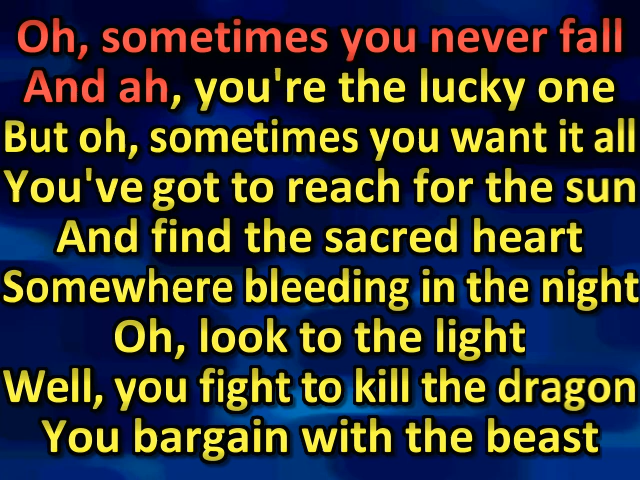 Oh, sometimes you never fall
And ah, you're the lucky one
But oh, sometimes you want it all
You've got to reach for the sun
And find the sacred heart
Somewhere bleeding in the night
Oh, look to the light
Well, you fight to kill the dragon
You bargain with the beast